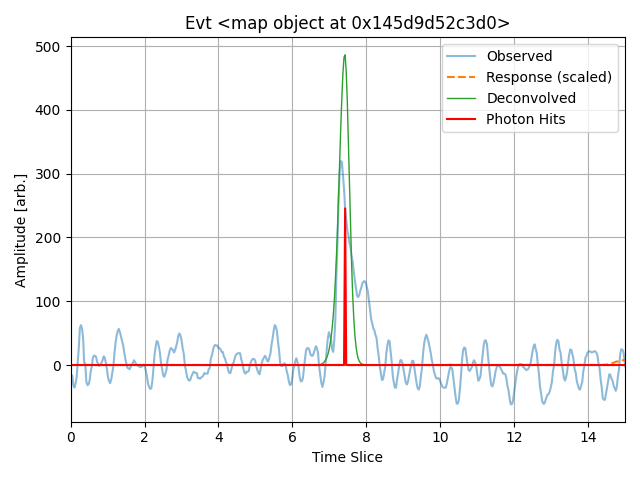 Evt <map object at 0x145d9d52c3d0>
Observed
Response (scaled)
Deconvolved
Photon Hits
Amplitude [arb.]
500
400
300
200
100
0
0 2 4 6 8 10 12 14
Time Slice